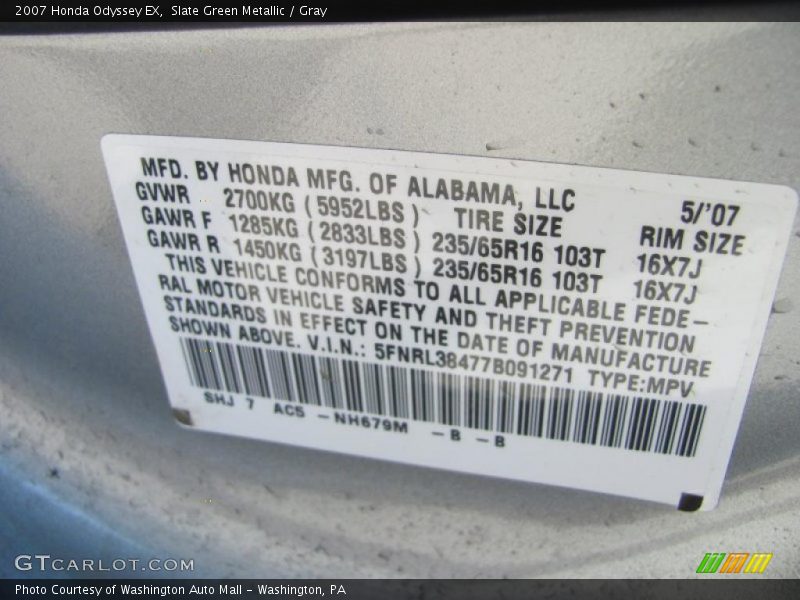 2007 Honda Odyssey EX, Slate Green Metallic / Gray
MFD. BY HONDA MFG. OF ALABAMA, LLC 5/'07
GVWR 2700KG ( 5952LBS ) TIRE SIZE RIM SIZE
GAWR F 1285KG ( 2833LBS ) 235/65R16 103T 16X7J
GAWR R 1450KG ( 3197LBS ) 235/65R16 103T 16X7J
THIS VEHICLE CONFORMS TO ALL APPLICABLE FEDE-
RAL MOTOR VEHICLE SAFETY AND THEFT PREVENTION
STANDARDS IN EFFECT ON THE DATE OF MANUFACTURE
SHOWN ABOVE. V.I.N.: 5FNRL38477B091271 TYPE:MPV
SHJ 7 AC5 -NH679M -B -B
GTCARLOT.COM
Photo Courtesy of Washington Auto Mall - Washington, PA